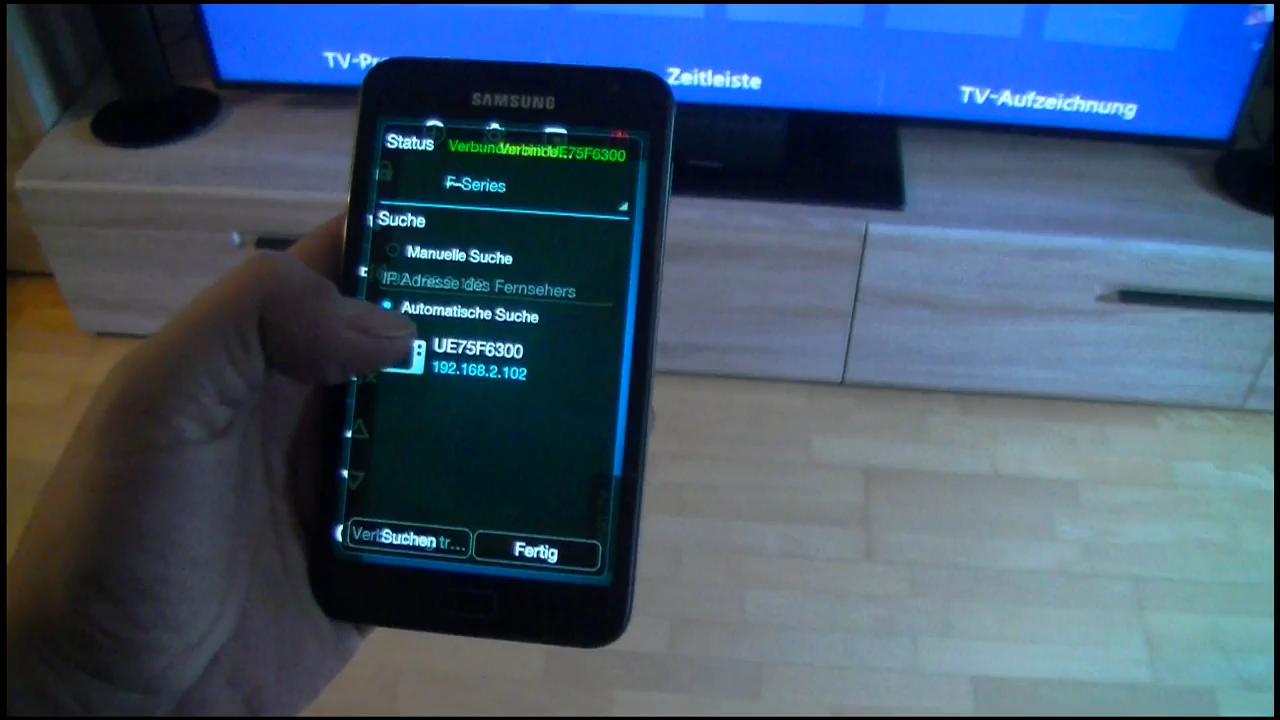 Zeitleiste
TV-Aufzeichnung
SAMSUNG
Status
UE75F6300
F-Series
Suche
Manuelle Suche
IP Adresse des Fernsehers
Automatische Suche
UE75F6300
192.168.2.102
Suchen
Fertig